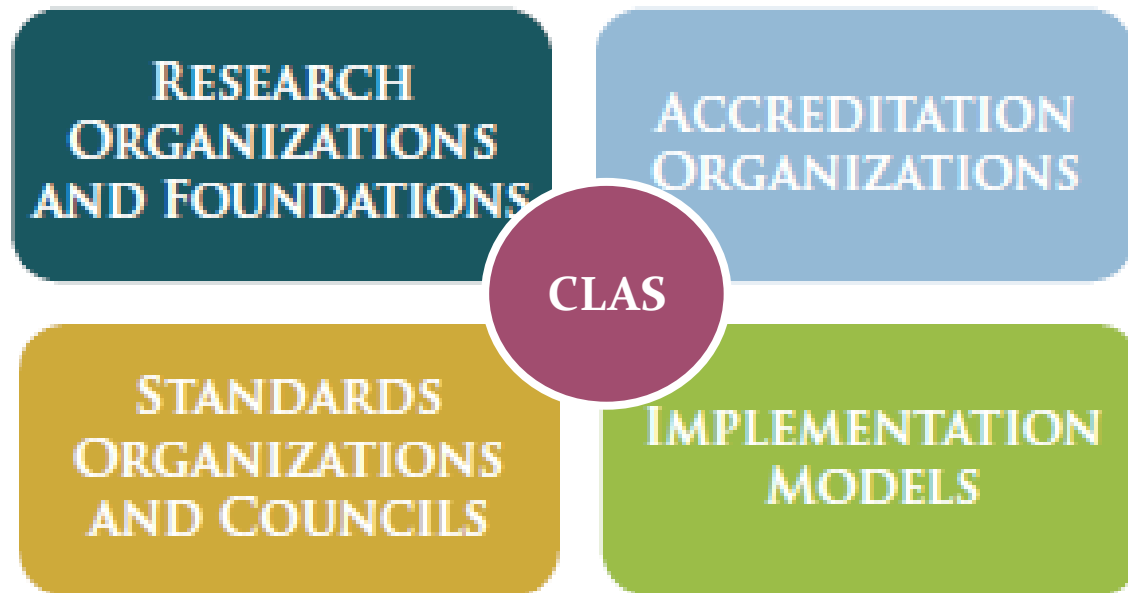 RESEARCH
ORGANIZATIONS
AND FOUNDATIONS
ACCREDITATION
ORGANIZATIONS
CLAS
STANDARDS
ORGANIZATIONS
AND COUNCILS
IMPLEMENTATION
MODELS